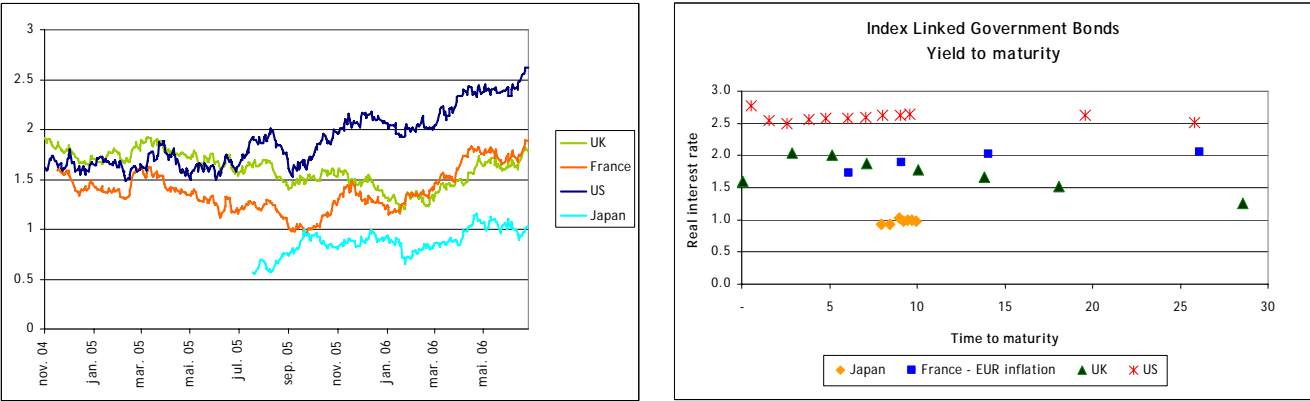 3
2.5
2
1.5
1
0.5
0
nov. 04
jan. 05
mar. 05
mai. 05
jul. 05
sep. 05
nov. 05
jan. 06
mar. 06
mai. 06
UK
France
US
Japan
Index Linked Government Bonds
Yield to maturity
Real interest rate
3.0
2.5
2.0
1.5
1.0
0.5
0.0
- 5 10 15 20 25 30
Time to maturity
Japan France - EUR inflation UK US